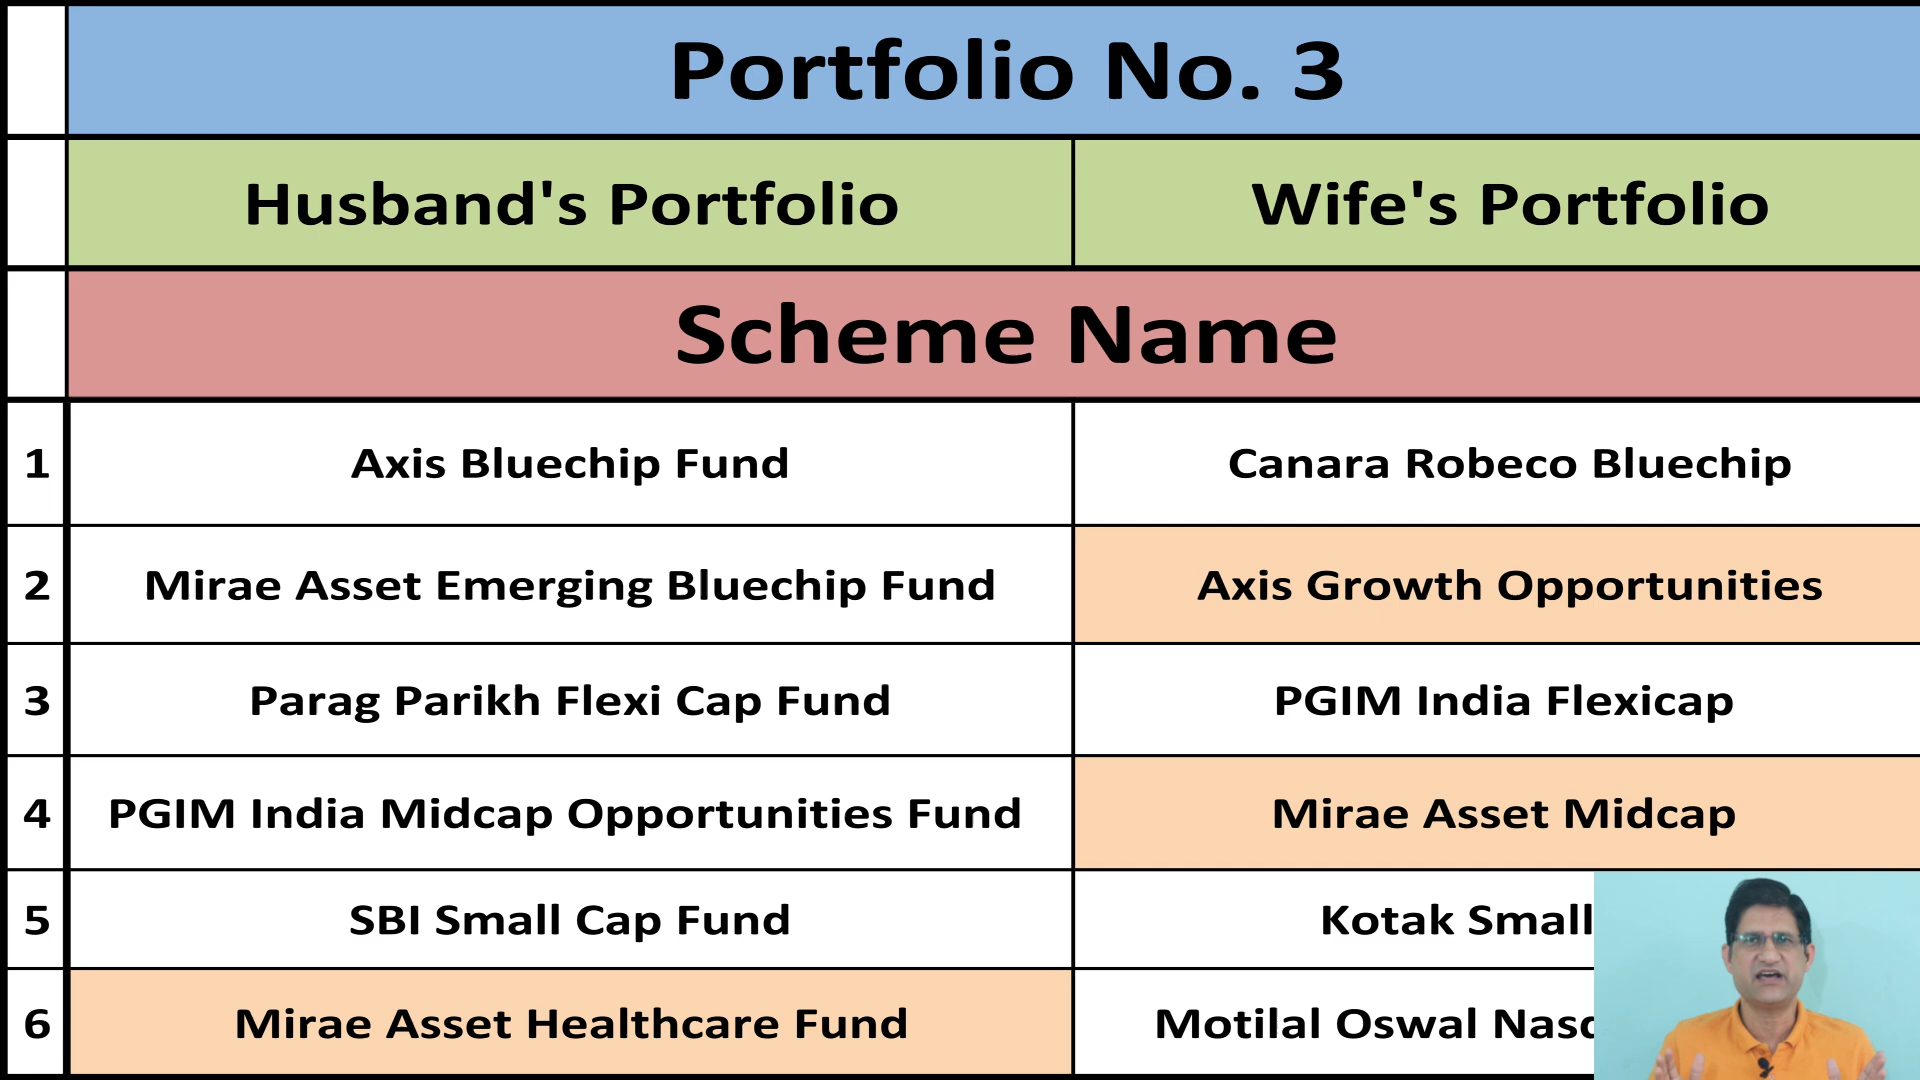 Portfolio No. 3
Husband's Portfolio Wife's Portfolio
Scheme Name
1 Axis Bluechip Fund Canara Robeco Bluechip
2 Mirae Asset Emerging Bluechip Fund Axis Growth Opportunities
3 Parag Parikh Flexi Cap Fund PGIM India Flexicap
4 PGIM India Midcap Opportunities Fund Mirae Asset Midcap
5 SBI Small Cap Fund Kotak Small
6 Mirae Asset Healthcare Fund Motilal Oswal